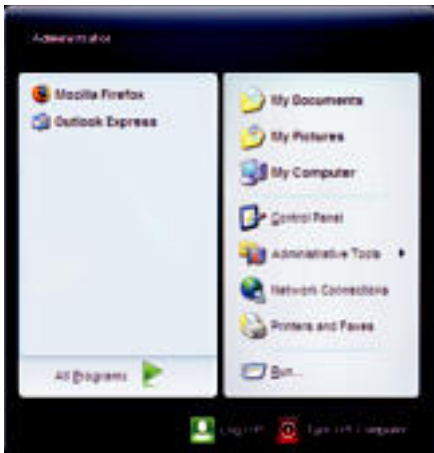 Administrator
Mozilla Firefox
Outlook Express
All Programs
My Documents
My Pictures
My Computer
Control Panel
Administrative Tools
Network Connections
Printers and Faxes
Run...
Log Off
Turn Off Computer